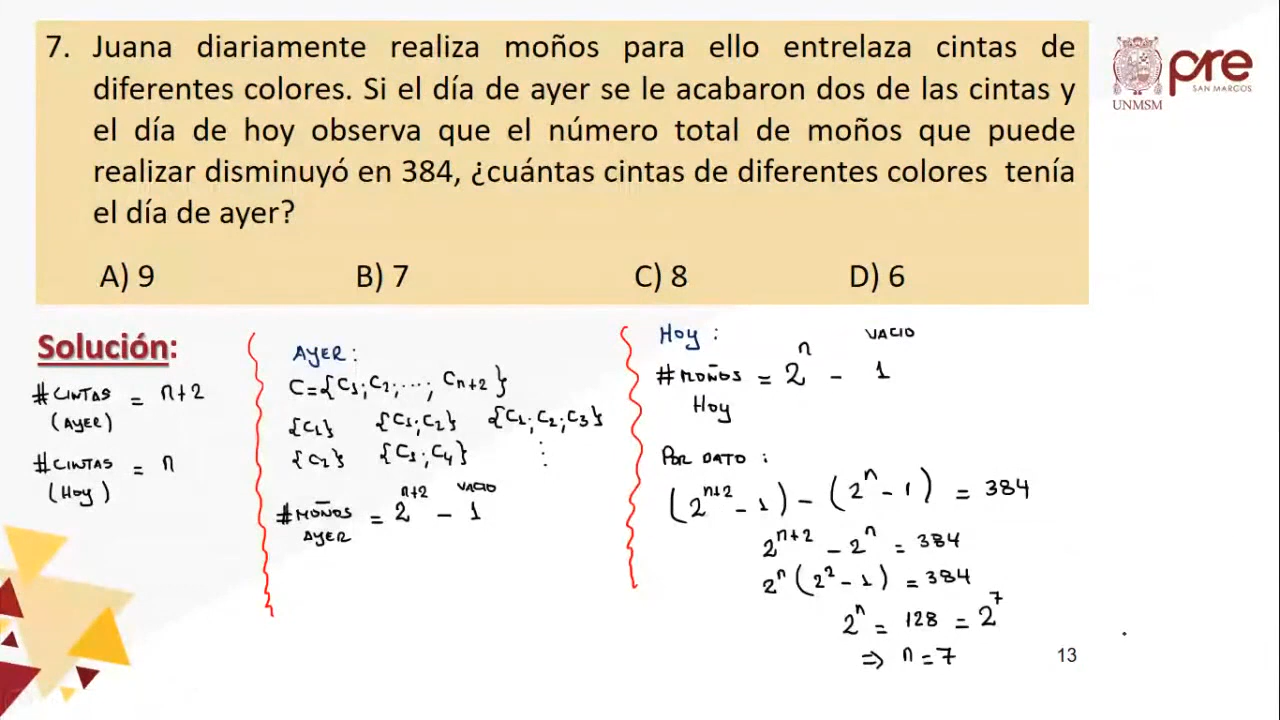 7. Juana diariamente realiza moños para ello entrelaza cintas de
diferentes colores. Si el día de ayer se le acabaron dos de las cintas y
el día de hoy observa que el número total de moños que puede
realizar disminuyó en 384, ¿cuántas cintas de diferentes colores tenía
el día de ayer?
A) 9 B) 7 C) 8 D) 6
UNMSM
pre
SAN MARCOS
Solución:
#CINTAS = n+2
(AYER)
#CINTAS = n
(HOY)
AYER:
C={C1;C2;...; Cn+2}
{C1} {C1;C2} {C1;C2;C3}
{C2} {C3;C4} ⋮
#MOÑOS = 2^(n+2) - 1 VACIO
AYER
HOY:
#MOÑOS = 2^n - 1 VACIO
HOY
POR DATO:
(2^(n+2) - 1) - (2^n - 1) = 384
2^(n+2) - 2^n = 384
2^n (2^2 - 1) = 384
2^n = 128 = 2^7
⇒ n = 7
13